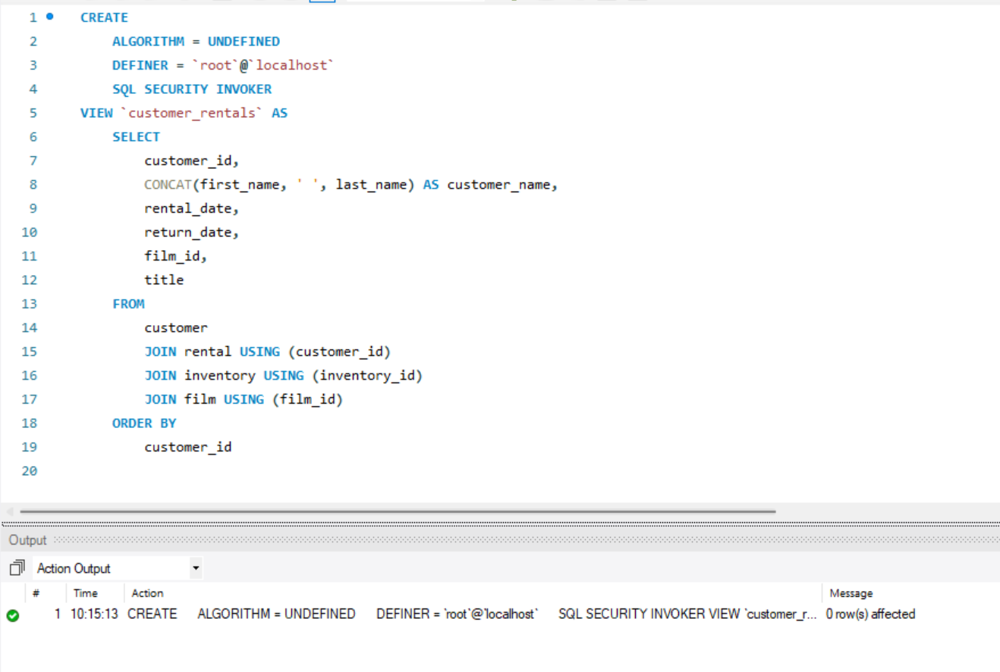 1 CREATE
2 ALGORITHM = UNDEFINED
3 DEFINER = `root`@`localhost`
4 SQL SECURITY INVOKER
5 VIEW `customer_rentals` AS
6 SELECT
7 customer_id,
8 CONCAT(first_name, ' ', last_name) AS customer_name,
9 rental_date,
10 return_date,
11 film_id,
12 title
13 FROM
14 customer
15 JOIN rental USING (customer_id)
16 JOIN inventory USING (inventory_id)
17 JOIN film USING (film_id)
18 ORDER BY
19 customer_id
20
Output
Action Output
# Time Action Message
1 10:15:13 CREATE ALGORITHM = UNDEFINED DEFINER = `root`@`localhost` SQL SECURITY INVOKER VIEW `customer_r... 0 row(s) affected